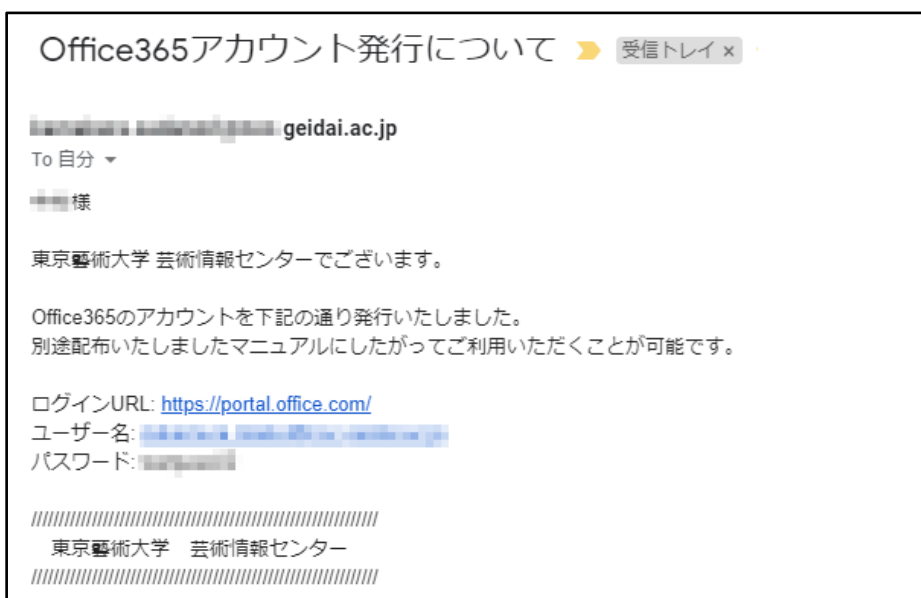 Office365アカウント発行について
受信トレイ ×
geidai.ac.jp
To 自分
様
東京藝術大学 芸術情報センターでございます。
Office365のアカウントを下記の通り発行いたしました。
別途配布いたしましたマニュアルにしたがってご利用いただくことが可能です。
ログインURL: https://portal.office.com/
ユーザー名:
パスワード:
//////////////////////////////////////////////////////////////
東京藝術大学 芸術情報センター
//////////////////////////////////////////////////////////////